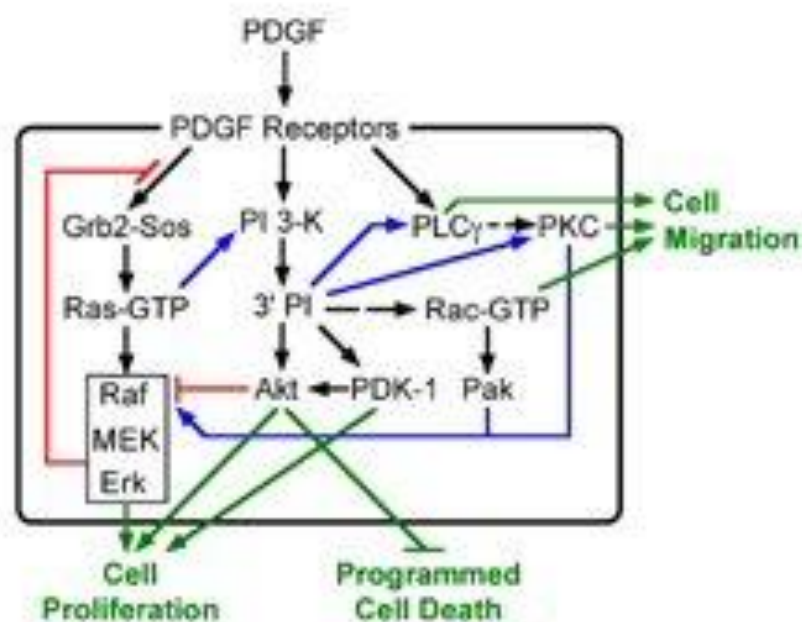 PDGF
PDGF Receptors
Grb2-Sos PI 3-K PLCγ PKC
Cell
Migration
Ras-GTP 3' PI Rac-GTP
Raf Akt PDK-1 Pak
MEK
Erk
Cell
Proliferation
Programmed
Cell Death